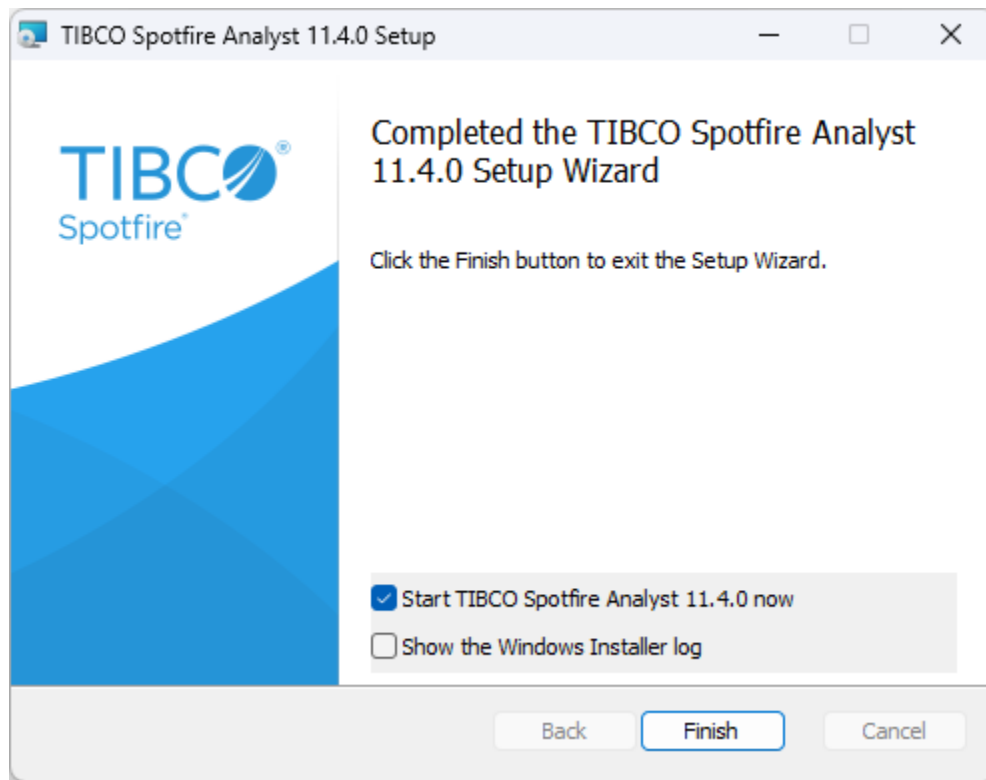 TIBCO Spotfire Analyst 11.4.0 Setup
TIBCO®
Spotfire®
Completed the TIBCO Spotfire Analyst
11.4.0 Setup Wizard
Click the Finish button to exit the Setup Wizard.
Start TIBCO Spotfire Analyst 11.4.0 now
Show the Windows Installer log
Back
Finish
Cancel